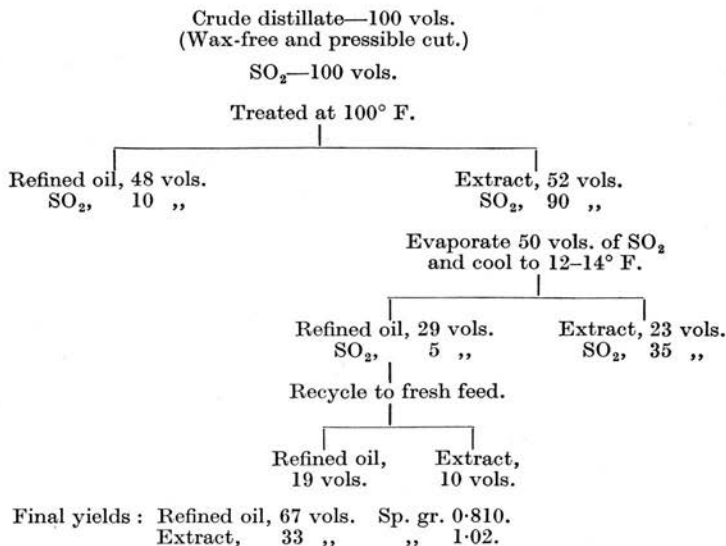 Crude distillate—100 vols.
(Wax-free and pressible cut.)
SO₂—100 vols.
Treated at 100° F.
Refined oil, 48 vols.
SO₂, 10 ,,
Extract, 52 vols.
SO₂, 90 ,,
Evaporate 50 vols. of SO₂
and cool to 12–14° F.
Refined oil, 29 vols.
SO₂, 5 ,,
Extract, 23 vols.
SO₂, 35 ,,
Recycle to fresh feed.
Refined oil,
19 vols.
Extract,
10 vols.
Final yields : Refined oil, 67 vols. Sp. gr. 0·810.
Extract, 33 ,, ,, 1·02.